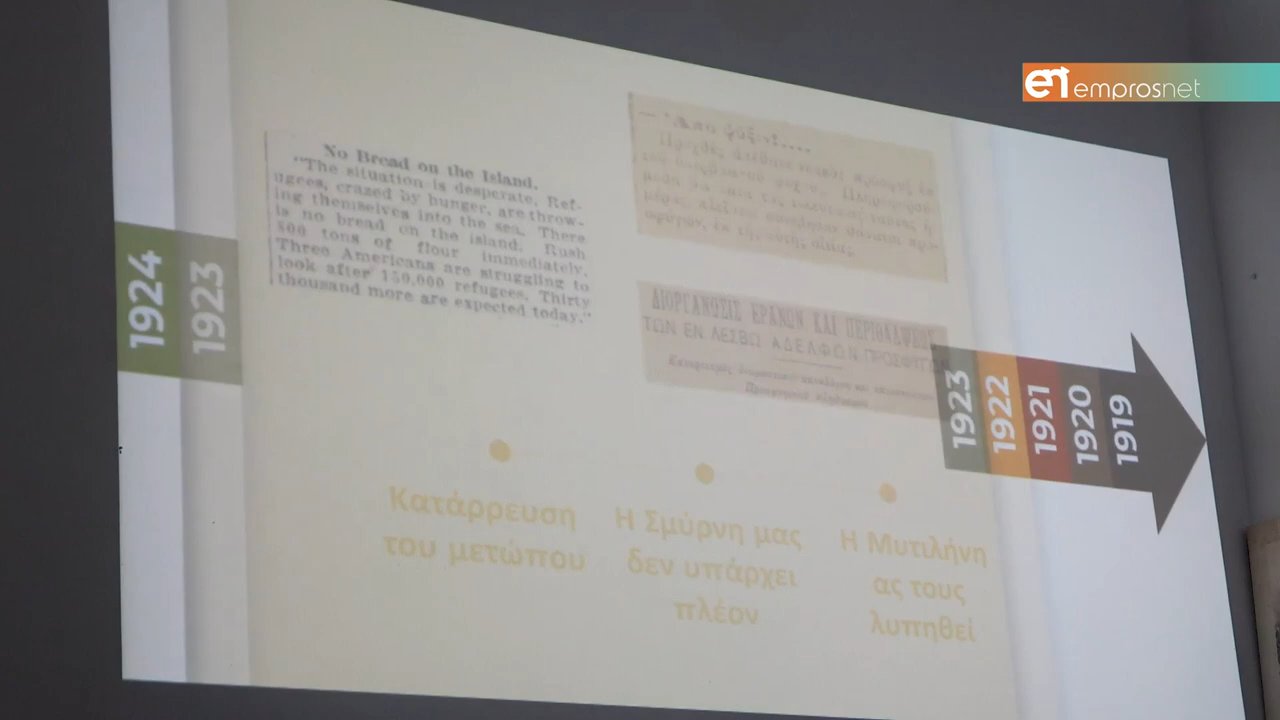 emprosnet
No Bread on the Island.
"The situation is desperate. Ref-
ugees, crazed by hunger, are throw-
ing themselves into the sea. There
is no bread on the island. Rush
800 tons of flour immediately.
Three Americans are struggling to
look after 150,000 refugees. Thirty
thousand more are expected today."
ΔΙΟΡΓΑΝΩΣΙΣ ΕΡΑΝΩΝ ΚΑΙ ΠΕΡΙΘΑΛΨΕΩΣ
ΤΩΝ ΕΝ ΛΕΣΒΩ ΑΔΕΛΦΩΝ ΠΡΟΣΦΥΓΩΝ
1924
1923
1923
1922
1921
1920
1919
Κατάρρευση
του μετώπου
Η Σμύρνη μας
δεν υπάρχει
πλέον
Η Μυτιλήνη
ας τους
λυπηθεί